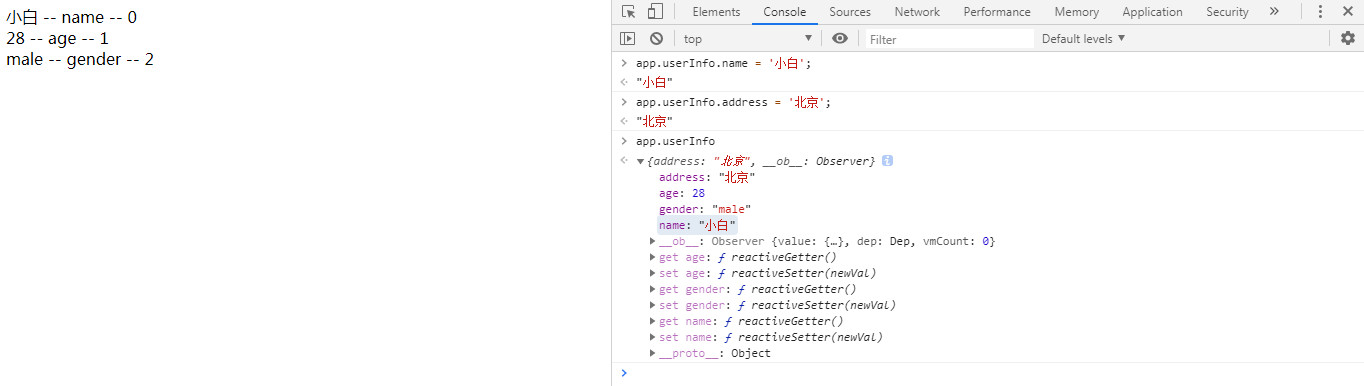 小白 -- name -- 0
28 -- age -- 1
male -- gender -- 2
Elements Console Sources Network Performance Memory Application Security »
top Filter Default levels
app.userInfo.name = '小白';
"小白"
app.userInfo.address = '北京';
"北京"
app.userInfo
{address: "北京", __ob__: Observer}
address: "北京"
age: 28
gender: "male"
name: "小白"
__ob__: Observer {value: {…}, dep: Dep, vmCount: 0}
get age: ƒ reactiveGetter()
set age: ƒ reactiveSetter(newVal)
get gender: ƒ reactiveGetter()
set gender: ƒ reactiveSetter(newVal)
get name: ƒ reactiveGetter()
set name: ƒ reactiveSetter(newVal)
__proto__: Object